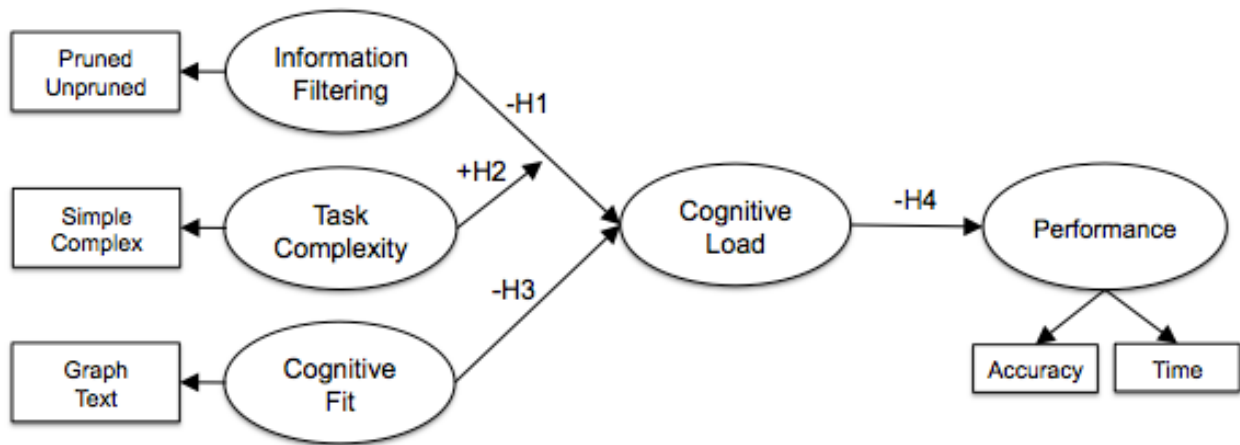 Pruned
Unpruned
Information
Filtering
-H1
Simple
Complex
Task
Complexity
+H2
Cognitive
Load
-H4
Performance
-H3
Graph
Text
Cognitive
Fit
Accuracy
Time